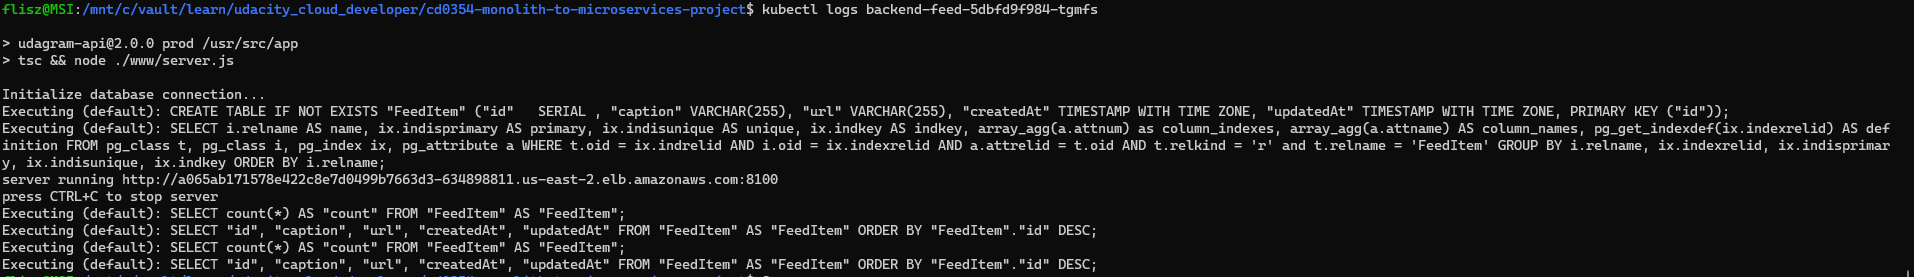 flisz@MSI:/mnt/c/vault/learn/udacity_cloud_developer/cd0354-monolith-to-microservices-project$ kubectl logs backend-feed-5dbfd9f984-tgmfs
> udagram-api@2.0.0 prod /usr/src/app
> tsc && node ./www/server.js
Initialize database connection...
Executing (default): CREATE TABLE IF NOT EXISTS "FeedItem" ("id"   SERIAL , "caption" VARCHAR(255), "url" VARCHAR(255), "createdAt" TIMESTAMP WITH TIME ZONE, "updatedAt" TIMESTAMP WITH TIME ZONE, PRIMARY KEY ("id"));
Executing (default): SELECT i.relname AS name, ix.indisprimary AS primary, ix.indisunique AS unique, ix.indkey AS indkey, array_agg(a.attnum) as column_indexes, array_agg(a.attname) AS column_names, pg_get_indexdef(ix.indexrelid) AS def
inition FROM pg_class t, pg_class i, pg_index ix, pg_attribute a WHERE t.oid = ix.indrelid AND i.oid = ix.indexrelid AND a.attrelid = t.oid AND t.relkind = 'r' and t.relname = 'FeedItem' GROUP BY i.relname, ix.indexrelid, ix.indisprimar
y, ix.indisunique, ix.indkey ORDER BY i.relname;
server running http://a065ab171578e422c8e7d0499b7663d3-634898811.us-east-2.elb.amazonaws.com:8100
press CTRL+C to stop server
Executing (default): SELECT count(*) AS "count" FROM "FeedItem" AS "FeedItem";
Executing (default): SELECT "id", "caption", "url", "createdAt", "updatedAt" FROM "FeedItem" AS "FeedItem" ORDER BY "FeedItem"."id" DESC;
Executing (default): SELECT count(*) AS "count" FROM "FeedItem" AS "FeedItem";
Executing (default): SELECT "id", "caption", "url", "createdAt", "updatedAt" FROM "FeedItem" AS "FeedItem" ORDER BY "FeedItem"."id" DESC;